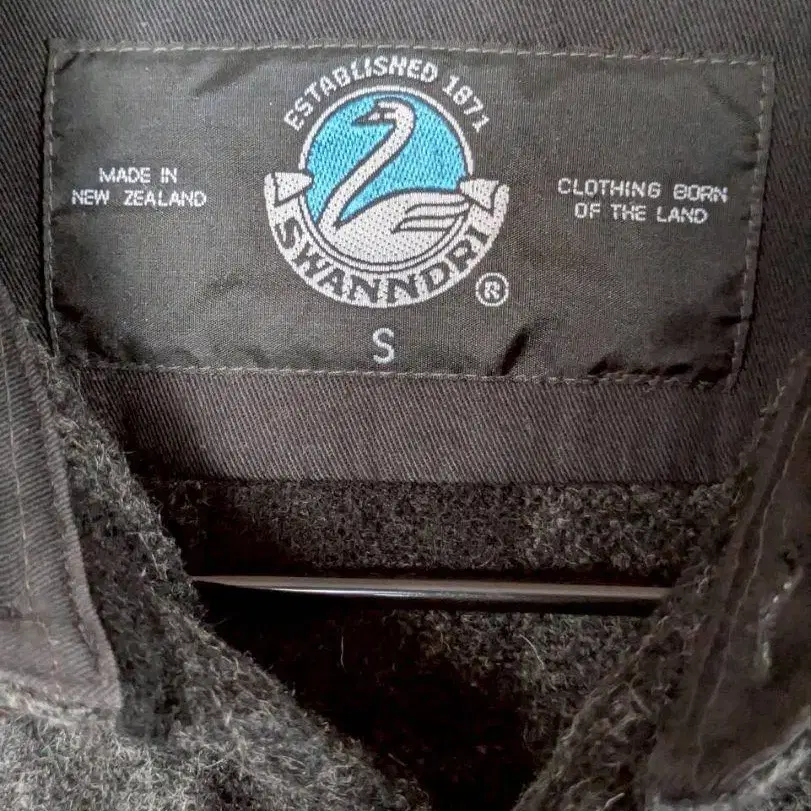 ESTABLISHED 1871
MADE IN
NEW ZEALAND
CLOTHING BORN
OF THE LAND
SWANNDRI
®
S